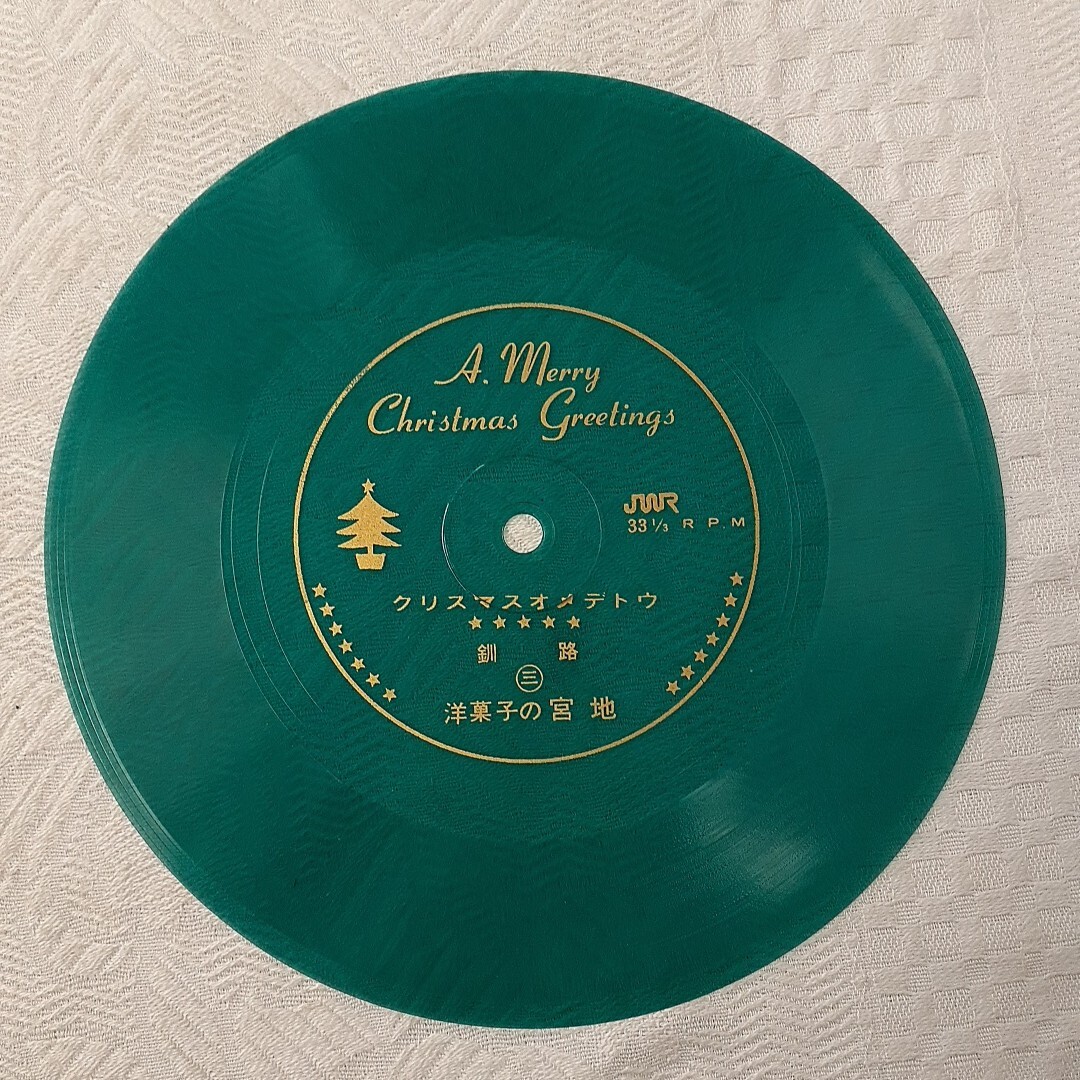 A. Merry
Christmas Greetings
JWR
33 1/3 R P.M
クリスマスオメデトウ
★★★★★
釧 路
㊂
洋菓子の宮 地